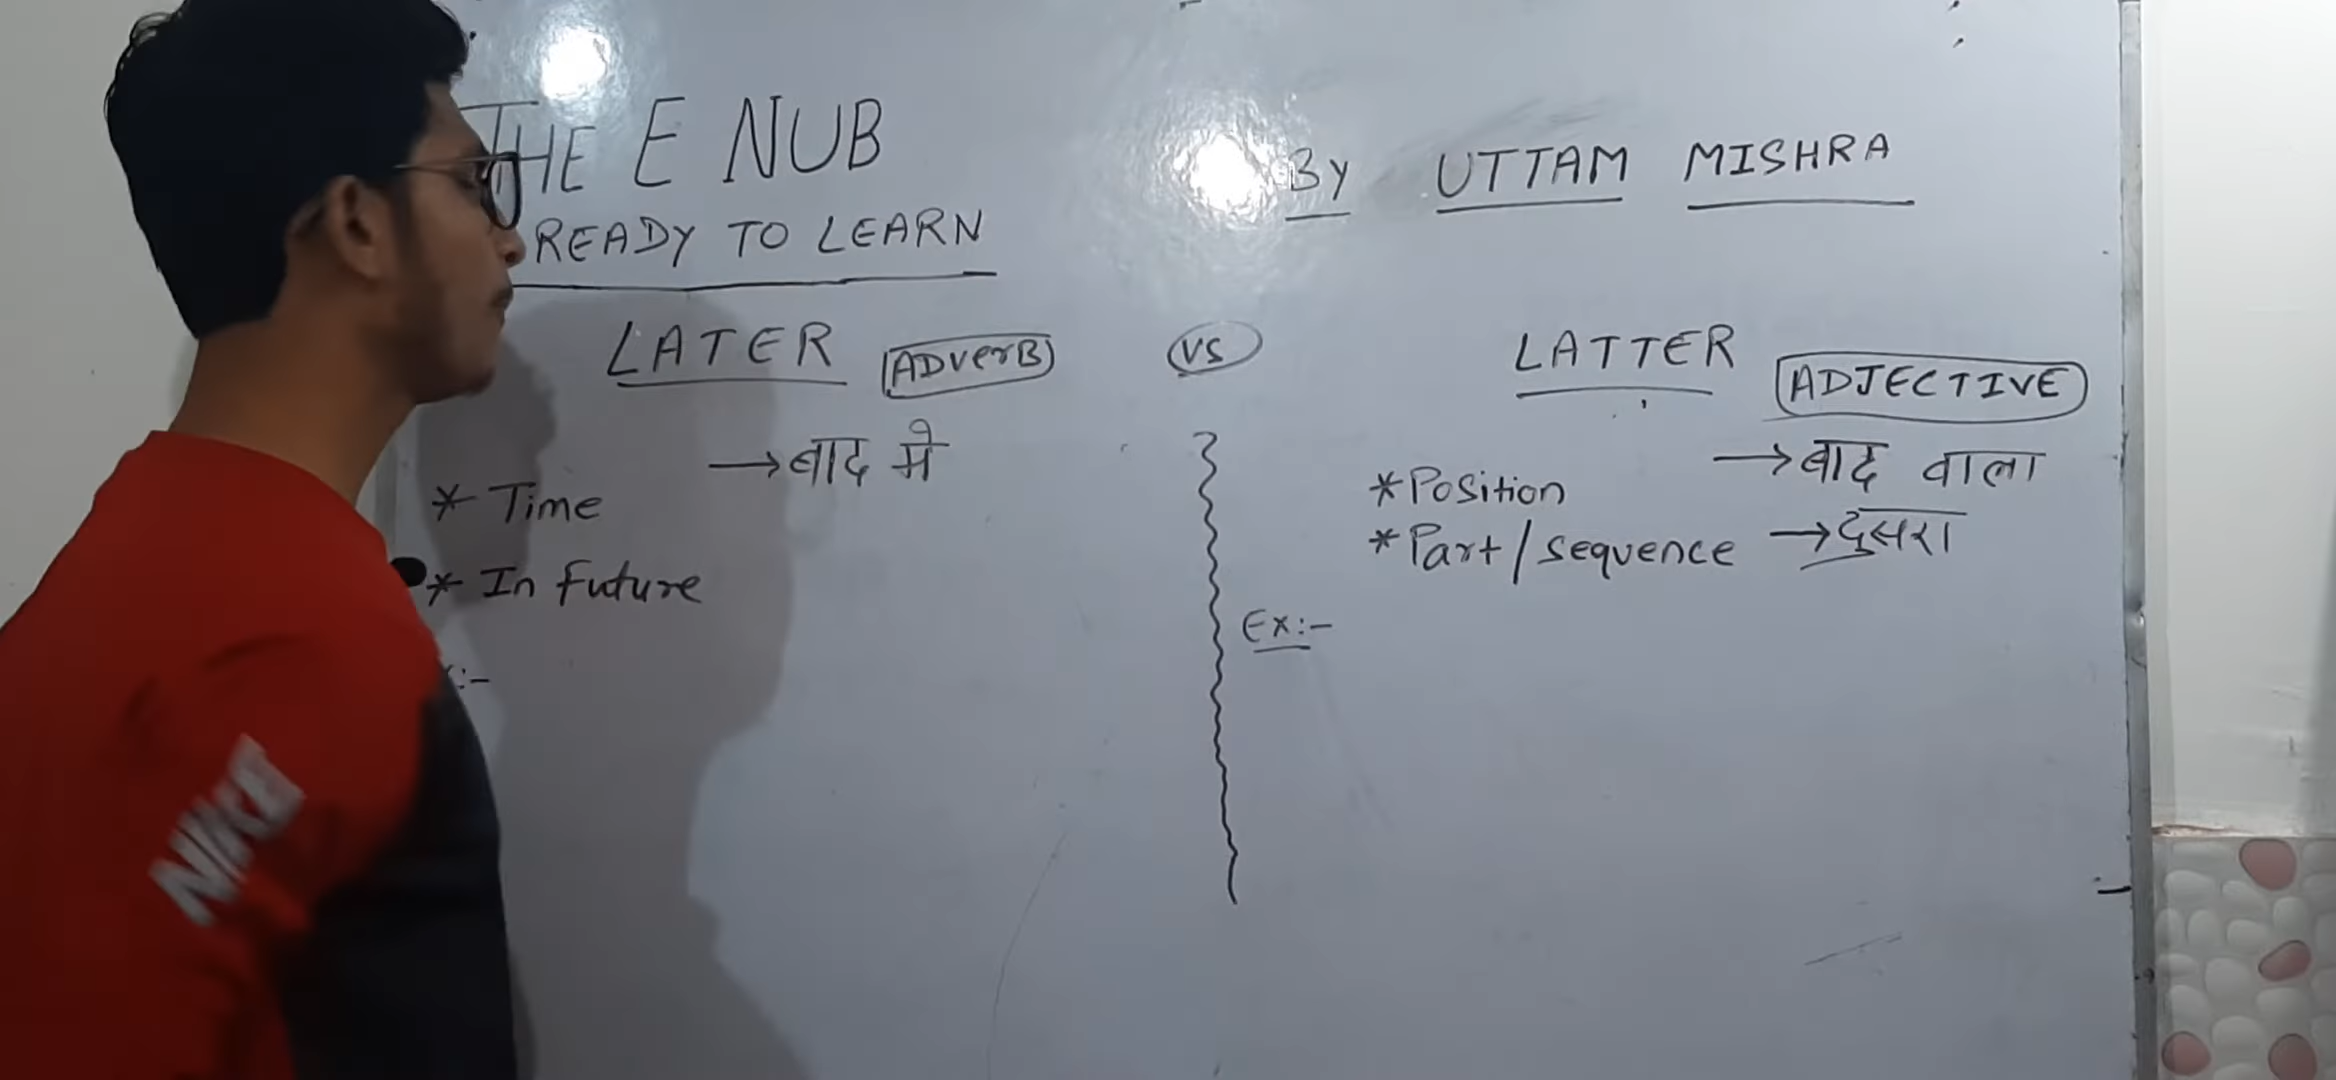 THE E NUB
READY TO LEARN
BY UTTAM MISHRA
LATER ADVerB
VS
LATTER ADJECTIVE
→बाद मे
* Time
* In future
:-
→बाद वाला
*Position
*Part/sequence →दुसरा
Ex:-
NIKE